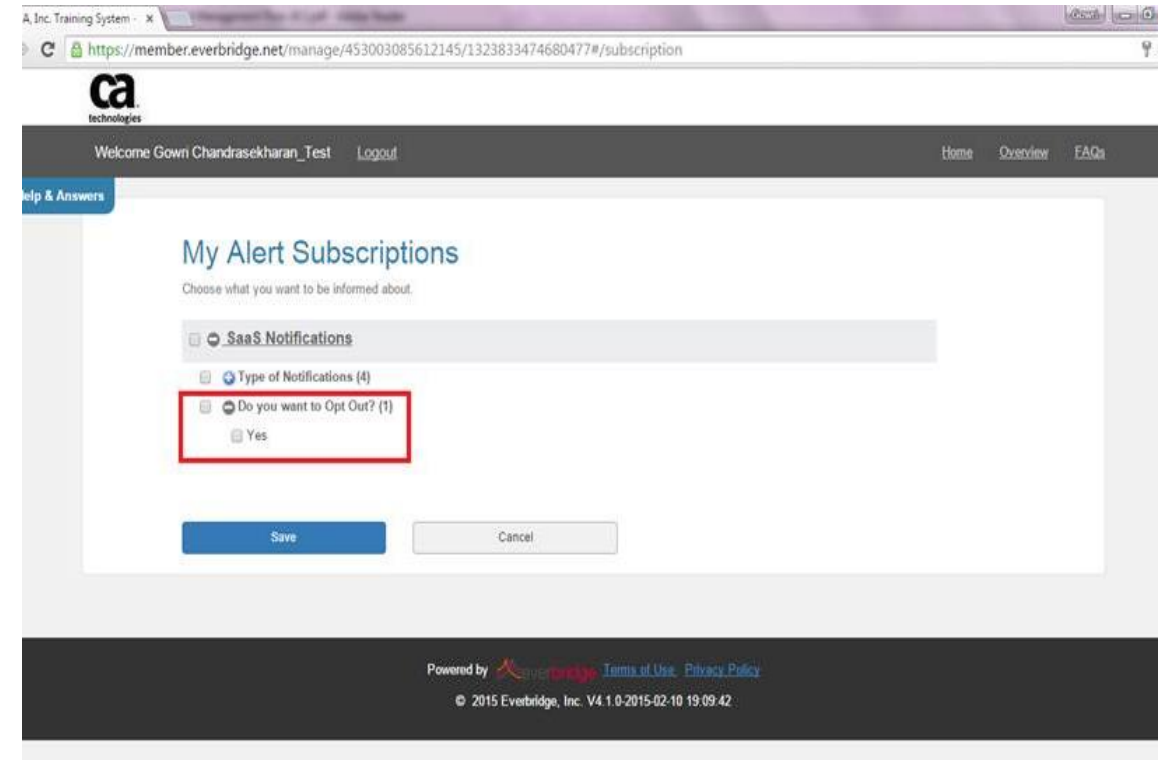 A, Inc. Training System - x
https://member.everbridge.net/manage/453003085612145/1323833474680477#/subscription
ca
technologies
Welcome Gowri Chandrasekharan_Test Logout Home Overview FAQs
elp & Answers
My Alert Subscriptions
Choose what you want to be informed about.
SaaS Notifications
Type of Notifications (4)
Do you want to Opt Out? (1)
Yes
Save Cancel
Powered by everbridge Terms of Use Privacy Policy
© 2015 Everbridge, Inc. V4.1.0-2015-02-10 19:09:42